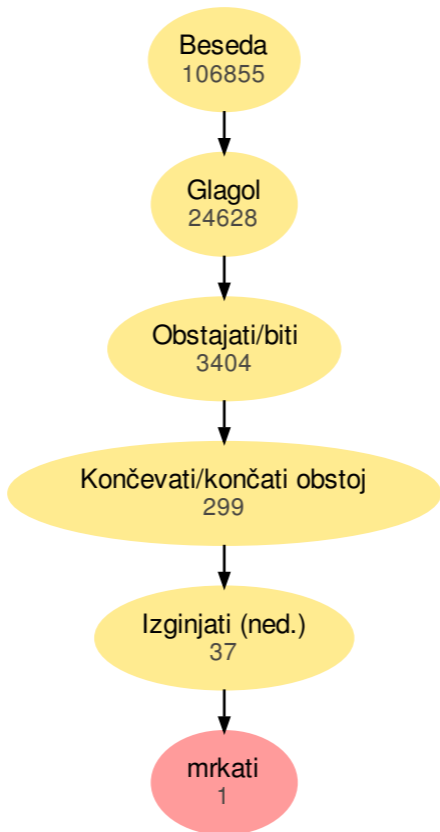 Beseda
106855
Glagol
24628
Obstajati/biti
3404
Končevati/končati obstoj
299
Izginjati (ned.)
37
mrkati
1